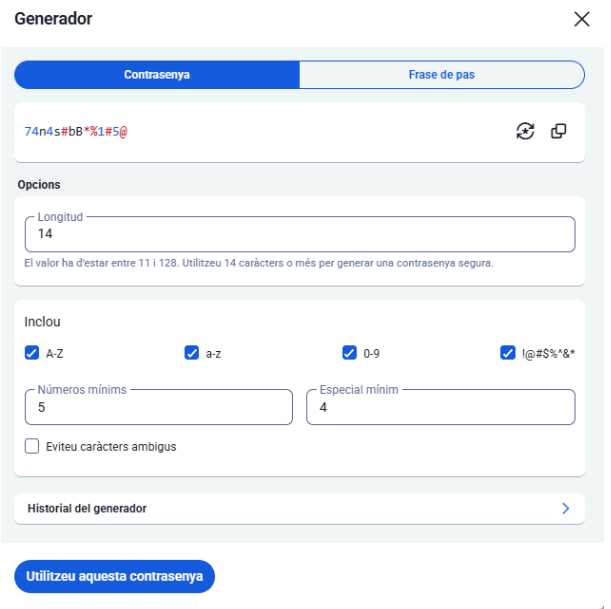 Generador
Contrasenya
Frase de pas
74n4s#bB*%1#5@
Opcions
Longitud
14
El valor ha d'estar entre 11 i 128. Utilitzeu 14 caràcters o més per generar una contrasenya segura.
Inclou
A-Z
a-z
0-9
!@#$%^&*
Números mínims
5
Especial mínim
4
Eviteu caràcters ambigus
Historial del generador
Utilitzeu aquesta contrasenya